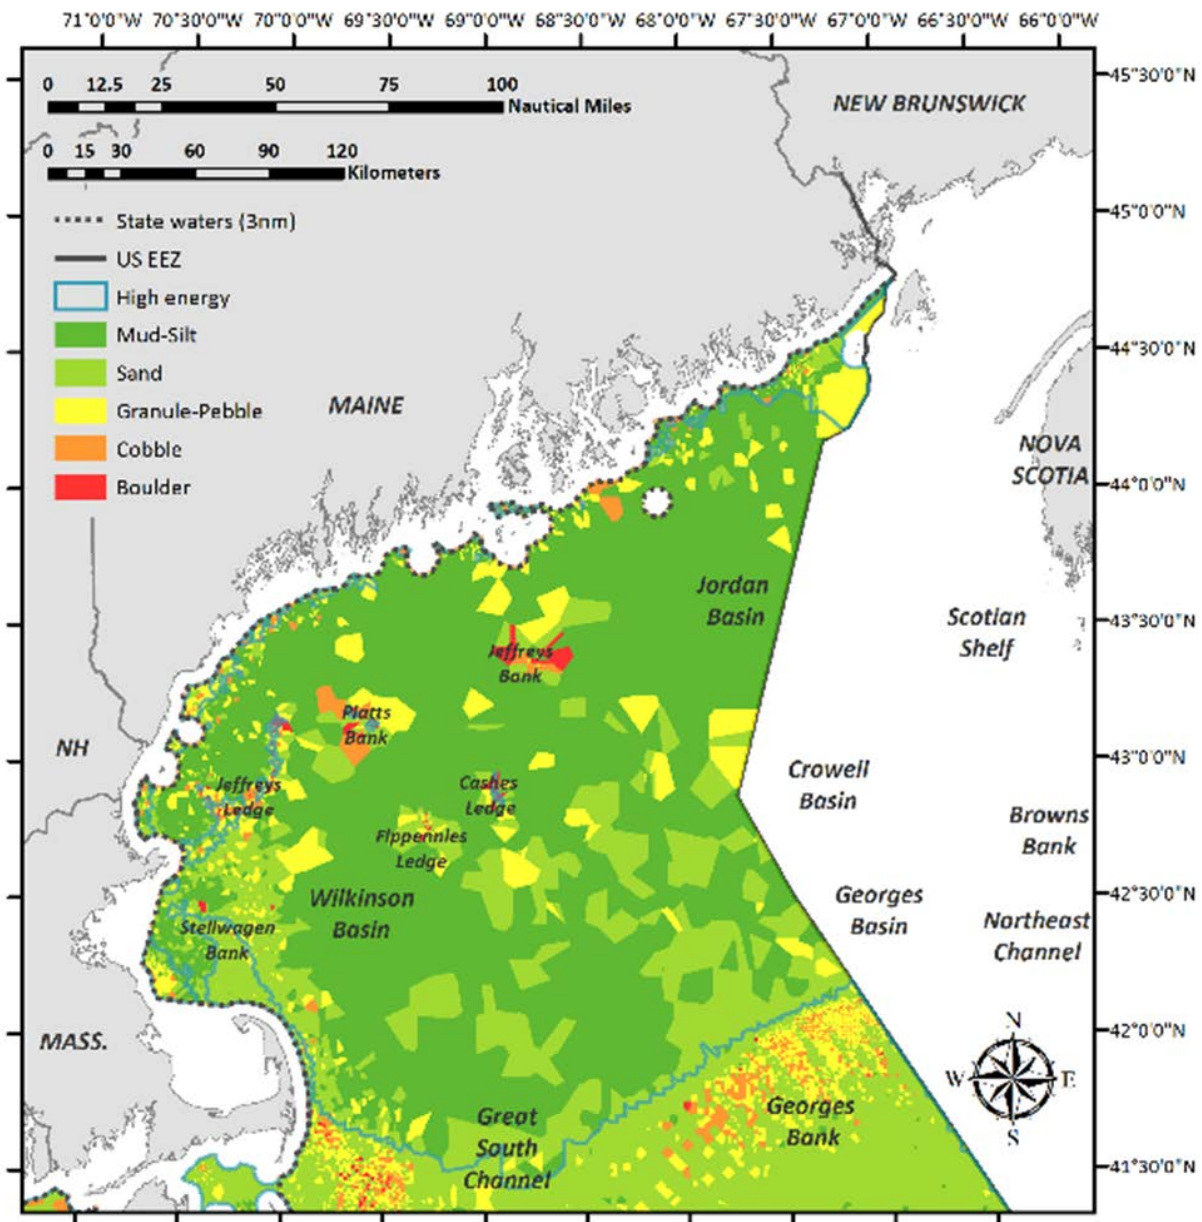 71°0'0"W 70°30'0"W 70°0'0"W 69°30'0"W 69°0'0"W 68°30'0"W 68°0'0"W 67°30'0"W 67°0'0"W 66°30'0"W 66°0'0"W
0 12.5 25 50 75 100
Nautical Miles
0 15 30 60 90 120
Kilometers
State waters (3nm)
US EEZ
High energy
Mud-Silt
Sand
Granule-Pebble
Cobble
Boulder
NEW BRUNSWICK
MAINE
NOVA
SCOTIA
NH
MASS.
Jordan
Basin
Scotian
Shelf
Jeffreys
Bank
Platts
Bank
Jeffreys
Ledge
Cashes
Ledge
Fippennies
Ledge
Crowell
Basin
Browns
Bank
Wilkinson
Basin
Georges
Basin
Northeast
Channel
Stellwagen
Bank
Great
South
Channel
Georges
Bank
N
W E
S
45°30'0"N
45°0'0"N
44°30'0"N
44°0'0"N
43°30'0"N
43°0'0"N
42°30'0"N
42°0'0"N
41°30'0"N